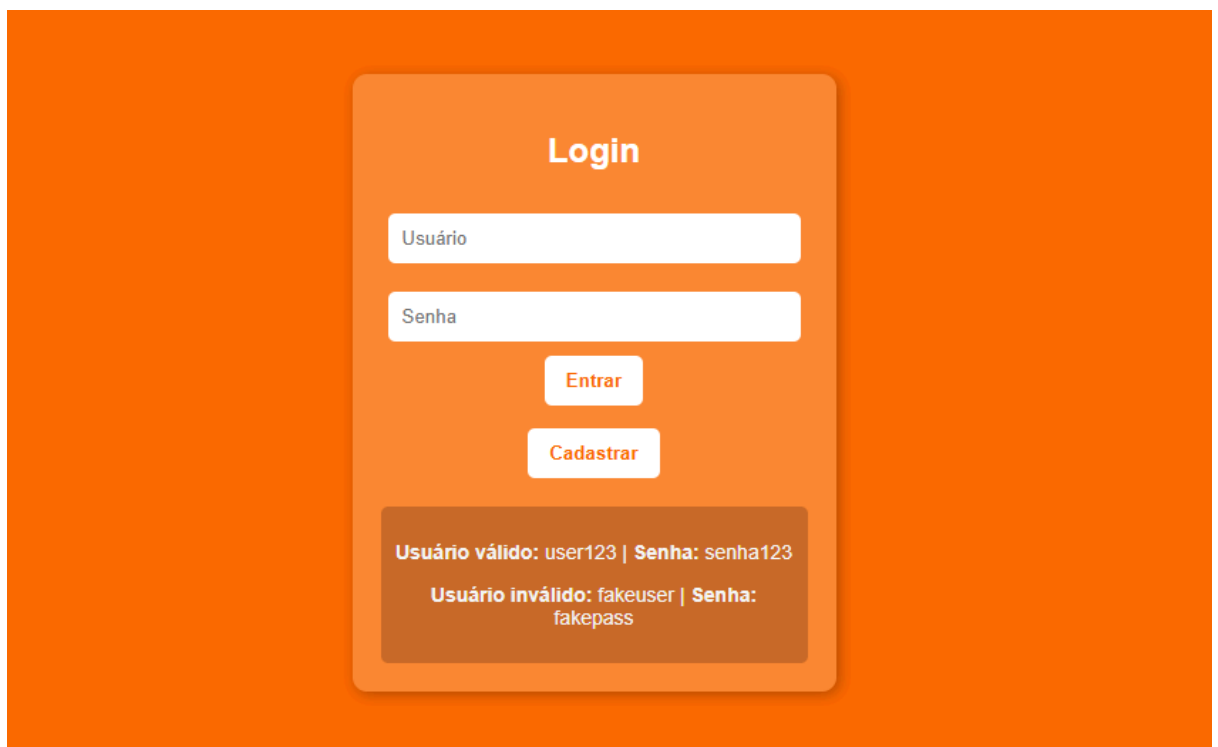 Login
Usuário
Senha
Entrar
Cadastrar
Usuário válido: user123 | Senha: senha123
Usuário inválido: fakeuser | Senha:
fakepass